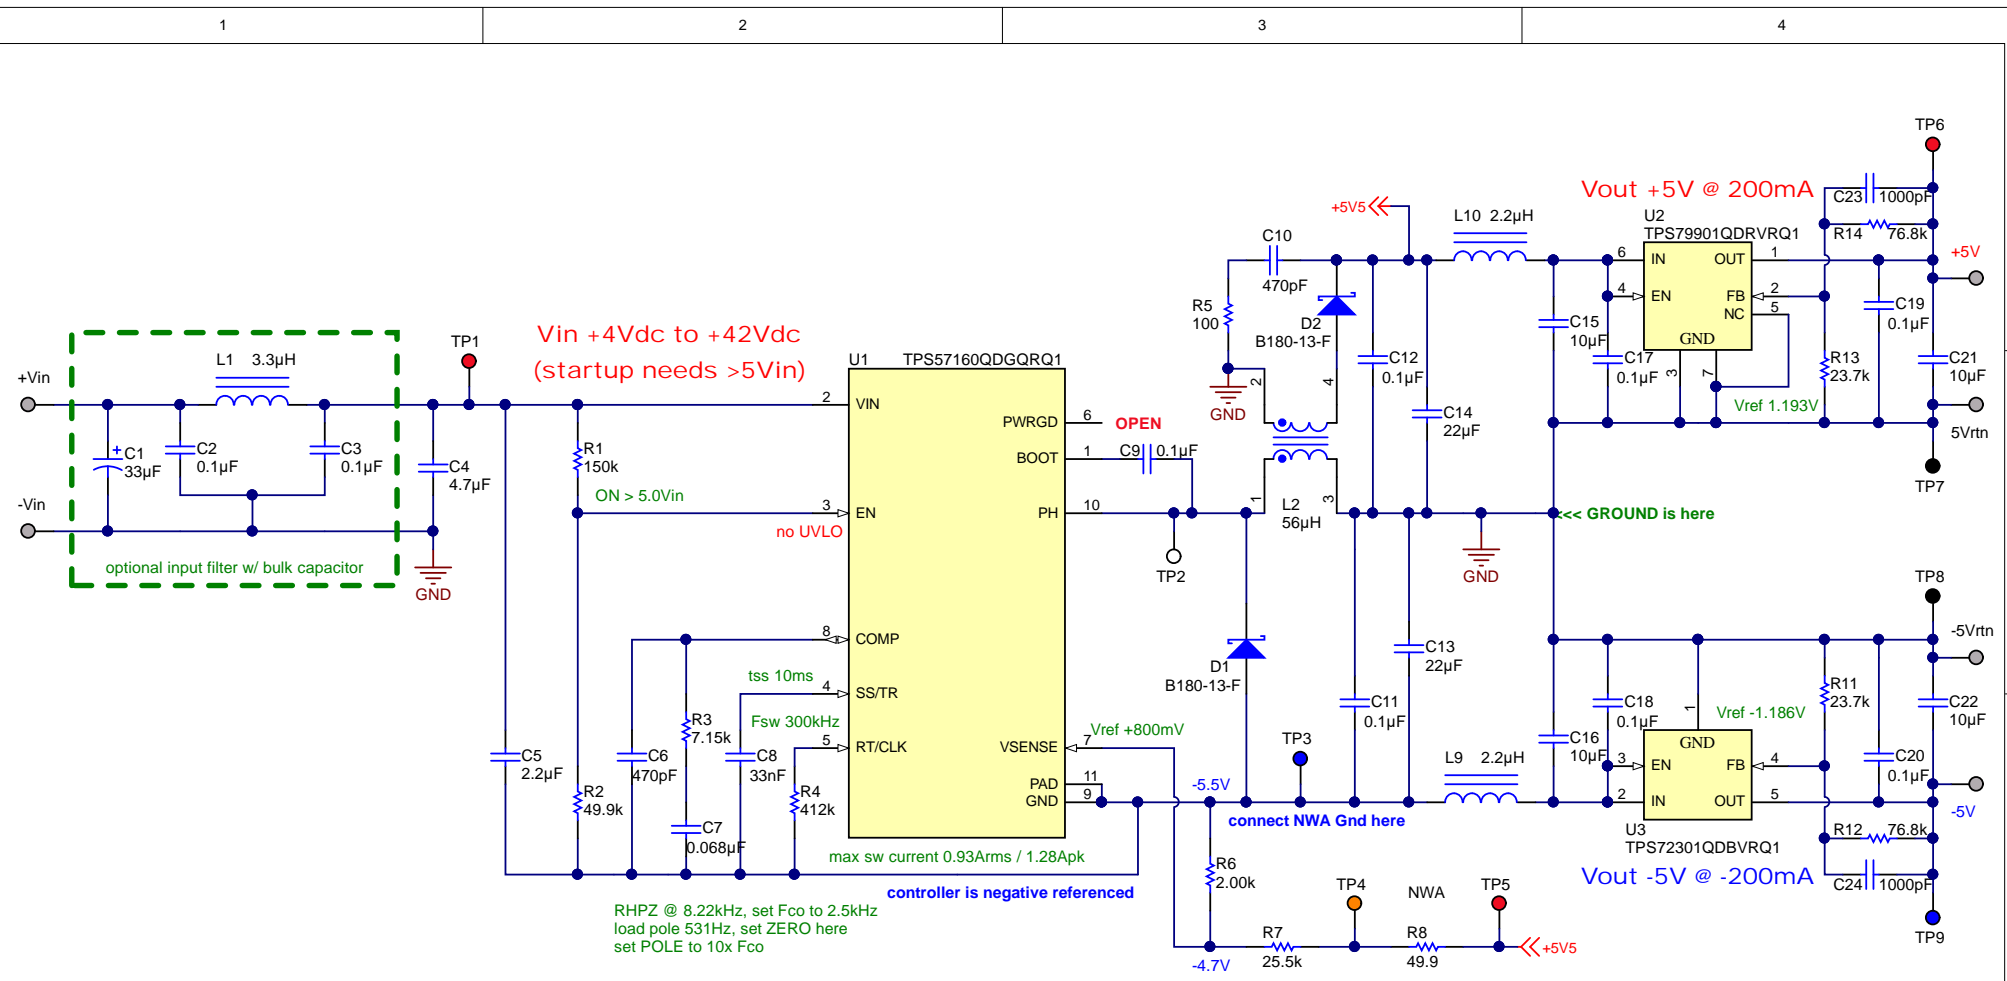 1
2
3
4
+Vin
-Vin
L1 3.3µH
C1
33µF
C2
0.1µF
C3
0.1µF
optional input filter w/ bulk capacitor
C4
4.7µF
GND
TP1
Vin +4Vdc to +42Vdc
(startup needs >5Vin)
R1
150k
ON > 5.0Vin
no UVLO
tss 10ms
Fsw 300kHz
C5
2.2µF
R2
49.9k
C6
470pF
R3
7.15k
C7
0.068µF
C8
33nF
R4
412k
U1 TPS57160QDGQRQ1
2 VIN
3 EN
8 COMP
4 SS/TR
5 RT/CLK
PWRGD 6
BOOT 1
PH 10
VSENSE 7
PAD 11
GND 9
OPEN
max sw current 0.93Arms / 1.28Apk
controller is negative referenced
RHPZ @ 8.22kHz, set Fco to 2.5kHz
load pole 531Hz, set ZERO here
set POLE to 10x Fco
C9 0.1µF
TP2
R5
100
GND
C10
470pF
D2
B180-13-F
2
4
1
3
L2
56µH
D1
B180-13-F
+5V5
C12
0.1µF
C14
22µF
GND
C11
0.1µF
C13
22µF
Vref +800mV
-5.5V
TP3
connect NWA Gnd here
R6
2.00k
-4.7V
R7
25.5k
TP4
NWA
R8
49.9
TP5
+5V5
L10 2.2µH
L9 2.2µH
C15
10µF
C17
0.1µF
<<< GROUND is here
Vout +5V @ 200mA
U2
TPS79901QDRVRQ1
6 IN
4 EN
OUT 1
FB 2
NC 5
GND
3
7
Vref 1.193V
C23 1000pF
R14 76.8k
R13
23.7k
C19
0.1µF
C21
10µF
TP6
+5V
5Vrtn
TP7
TP8
-5Vrtn
C16
10µF
C18
0.1µF
Vref -1.186V
R11
23.7k
C22
10µF
C20
0.1µF
1
GND
3 EN
2 IN
FB 4
OUT 5
U3
TPS72301QDBVRQ1
Vout -5V @ -200mA
R12 76.8k
C24 1000pF
-5V
TP9